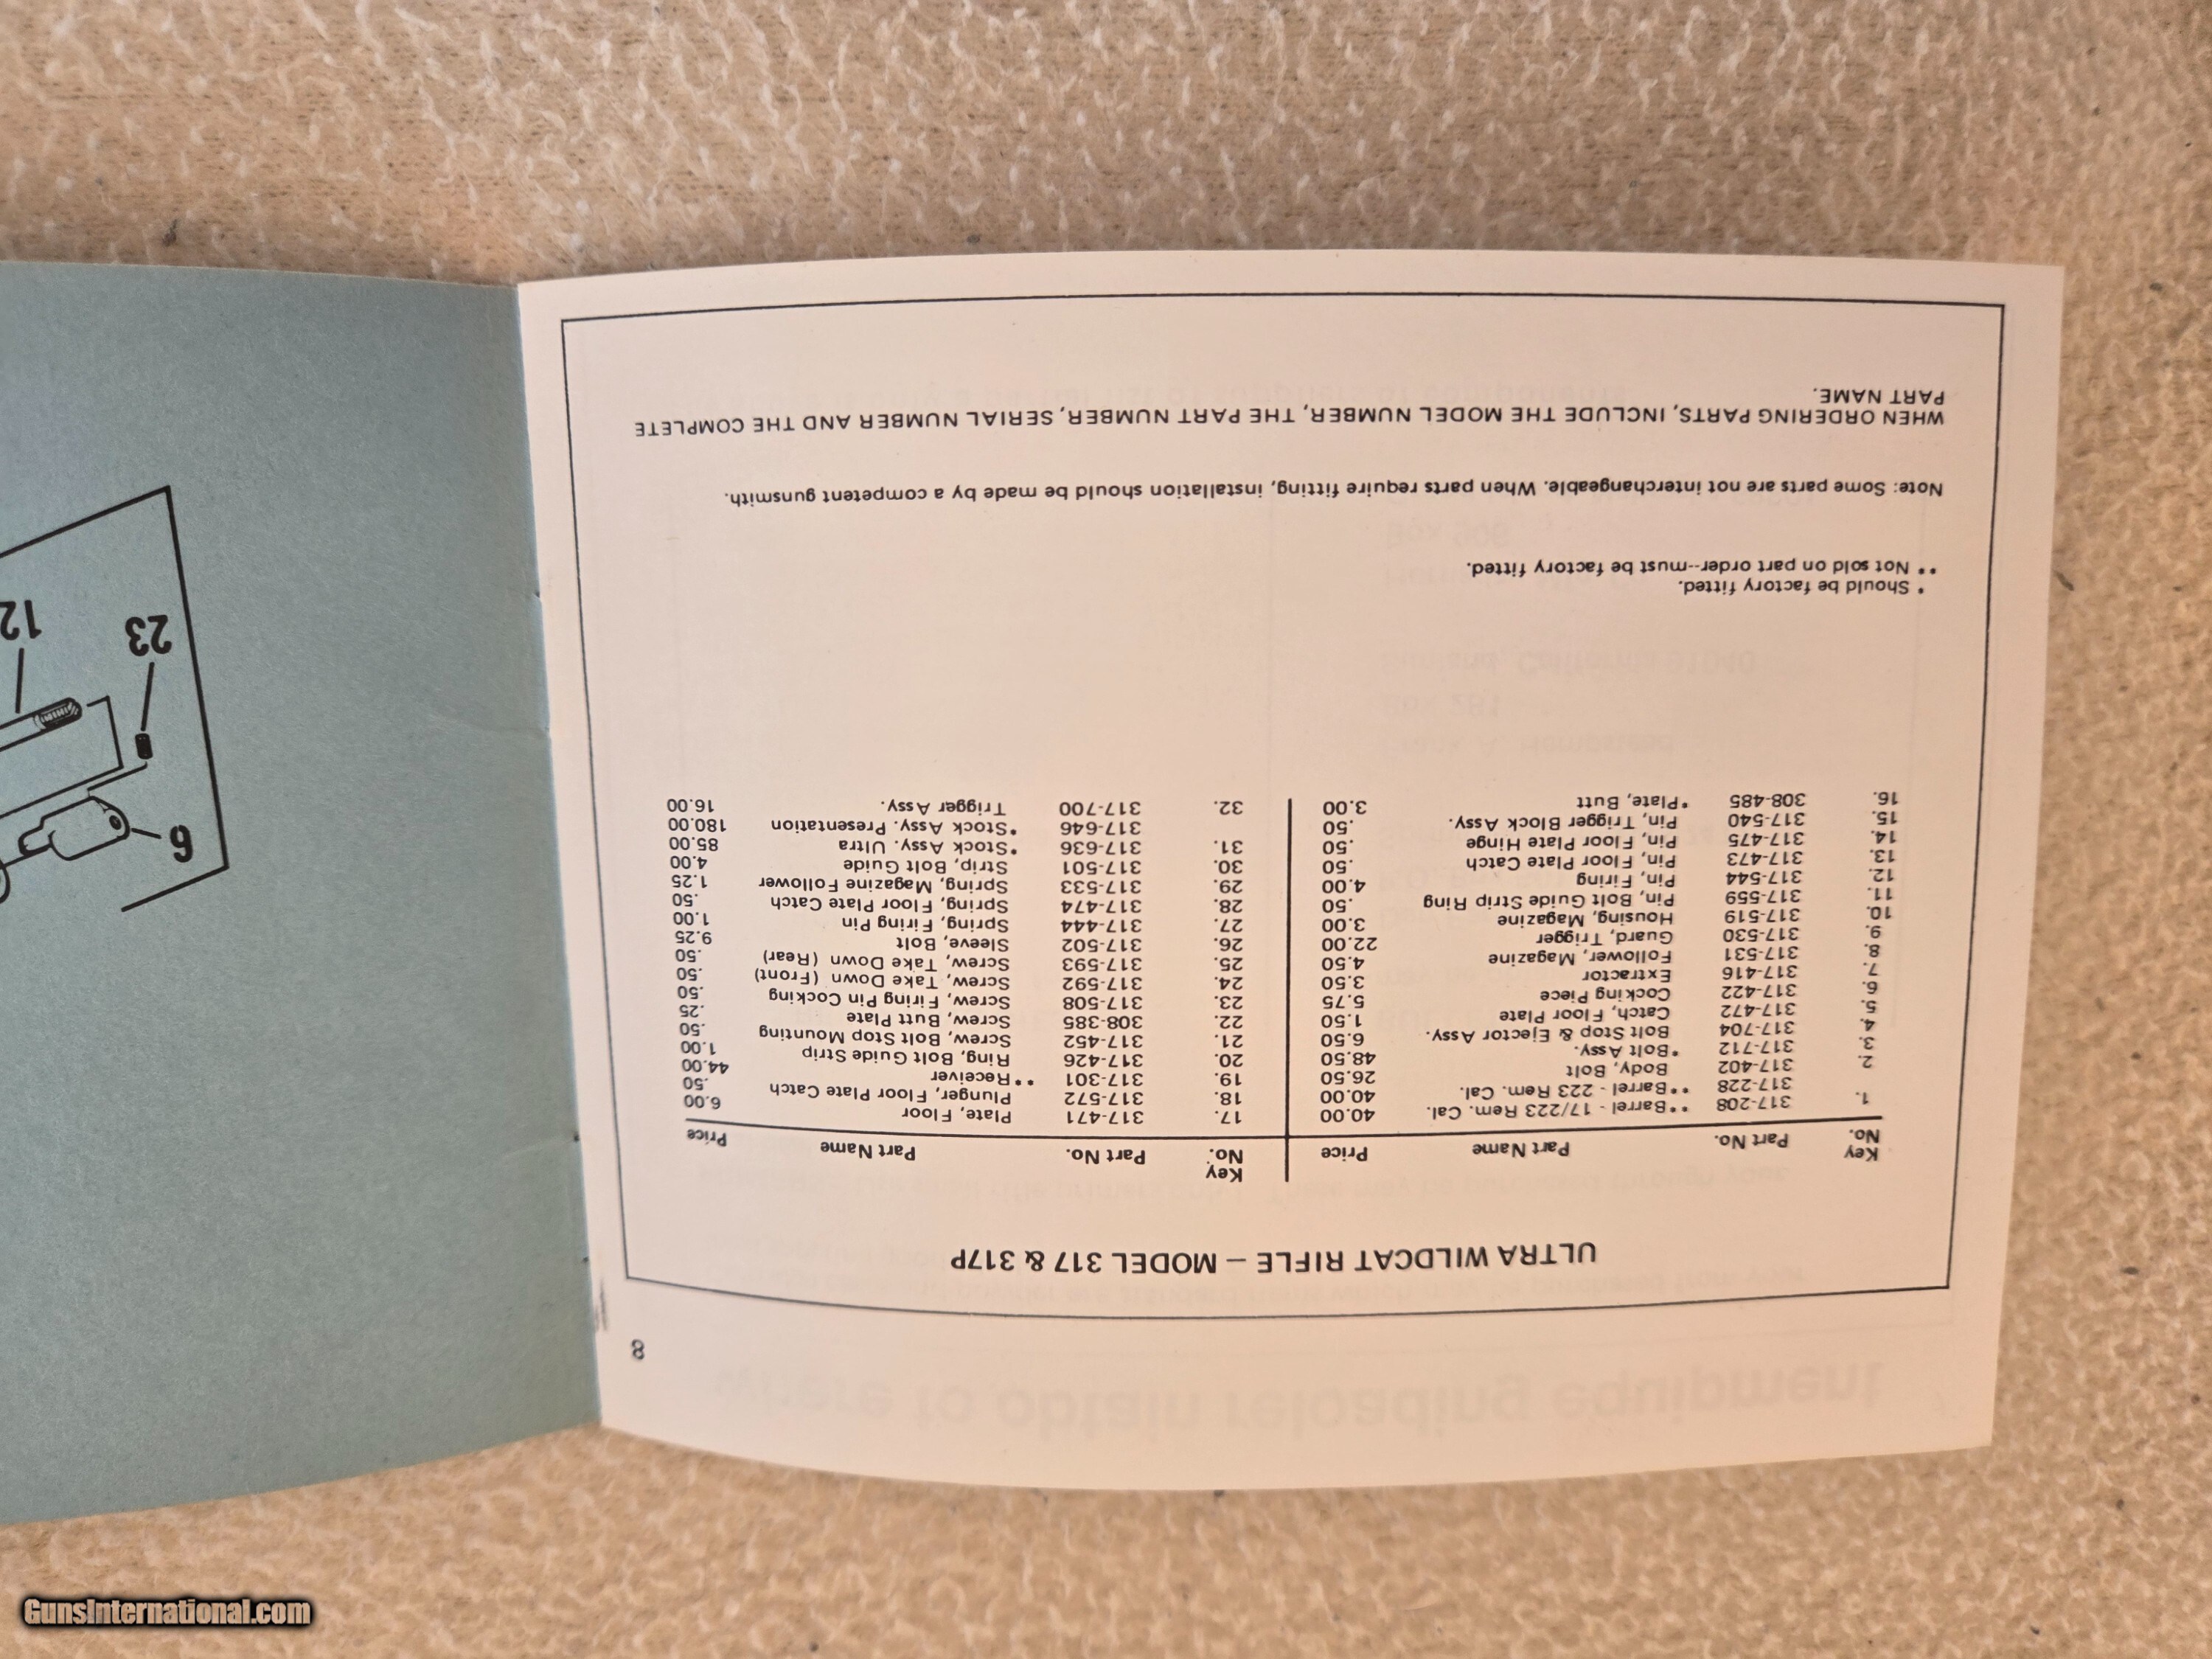 8
ULTRA WILDCAT RIFLE – MODEL 317 & 317P
Key No. Part No. Part Name Price
1. 317-208 **Barrel - 17/223 Rem. Cal. 40.00
317-228 **Barrel - 223 Rem. Cal. 40.00
2. 317-402 Body, Bolt 26.50
3. 317-712 *Bolt Assy. 48.50
4. 317-704 Bolt Stop & Ejector Assy. 6.50
5. 317-472 Catch, Floor Plate 1.50
6. 317-422 Cocking Piece 5.75
7. 317-416 Extractor 3.50
8. 317-531 Follower, Magazine 4.50
9. 317-530 Guard, Trigger 22.00
10. 317-519 Housing, Magazine 3.00
11. 317-559 Pin, Bolt Guide Strip Ring .50
12. 317-544 Pin, Firing 4.00
13. 317-473 Pin, Floor Plate Catch .50
14. 317-475 Pin, Floor Plate Hinge .50
15. 317-540 Pin, Trigger Block Assy. .50
16. 308-485 *Plate, Butt 3.00
Key No. Part No. Part Name Price
17. 317-471 Plate, Floor 6.00
18. 317-572 Plunger, Floor Plate Catch .50
19. 317-301 **Receiver 44.00
20. 317-426 Ring, Bolt Guide Strip 1.00
21. 317-452 Screw, Bolt Stop Mounting .50
22. 308-385 Screw, Butt Plate .25
23. 317-508 Screw, Firing Pin Cocking .50
24. 317-592 Screw, Take Down (Front) .50
25. 317-593 Screw, Take Down (Rear) .50
26. 317-502 Sleeve, Bolt 9.25
27. 317-444 Spring, Firing Pin 1.00
28. 317-474 Spring, Floor Plate Catch .50
29. 317-533 Spring, Magazine Follower 1.25
30. 317-501 Strip, Bolt Guide 4.00
31. 317-636 *Stock Assy. Ultra 85.00
317-646 *Stock Assy. Presentation 180.00
32. 317-700 Trigger Assy. 16.00
* Should be factory fitted.
** Not sold on part order--must be factory fitted.
Note: Some parts are not interchangeable. When parts require fitting, installation should be made by a competent gunsmith.
WHEN ORDERING PARTS, INCLUDE THE MODEL NUMBER, THE PART NUMBER, SERIAL NUMBER AND THE COMPLETE
PART NAME.
6
23
12
where to obtain reloading equipment
GunsInternational.com